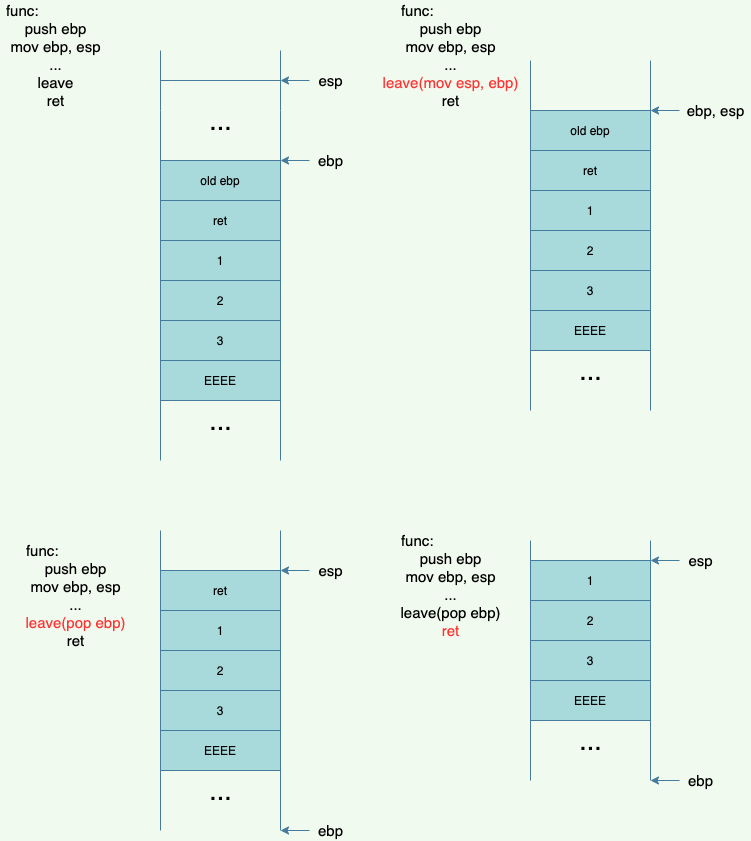 func:
push ebp
mov ebp, esp
...
leave
ret
esp
...
ebp
old ebp
ret
1
2
3
EEEE
...
func:
push ebp
mov ebp, esp
...
leave(mov esp, ebp)
ret
ebp, esp
old ebp
ret
1
2
3
EEEE
...
func:
push ebp
mov ebp, esp
...
leave(pop ebp)
ret
esp
ret
1
2
3
EEEE
...
ebp
func:
push ebp
mov ebp, esp
...
leave(pop ebp)
ret
esp
1
2
3
EEEE
...
ebp